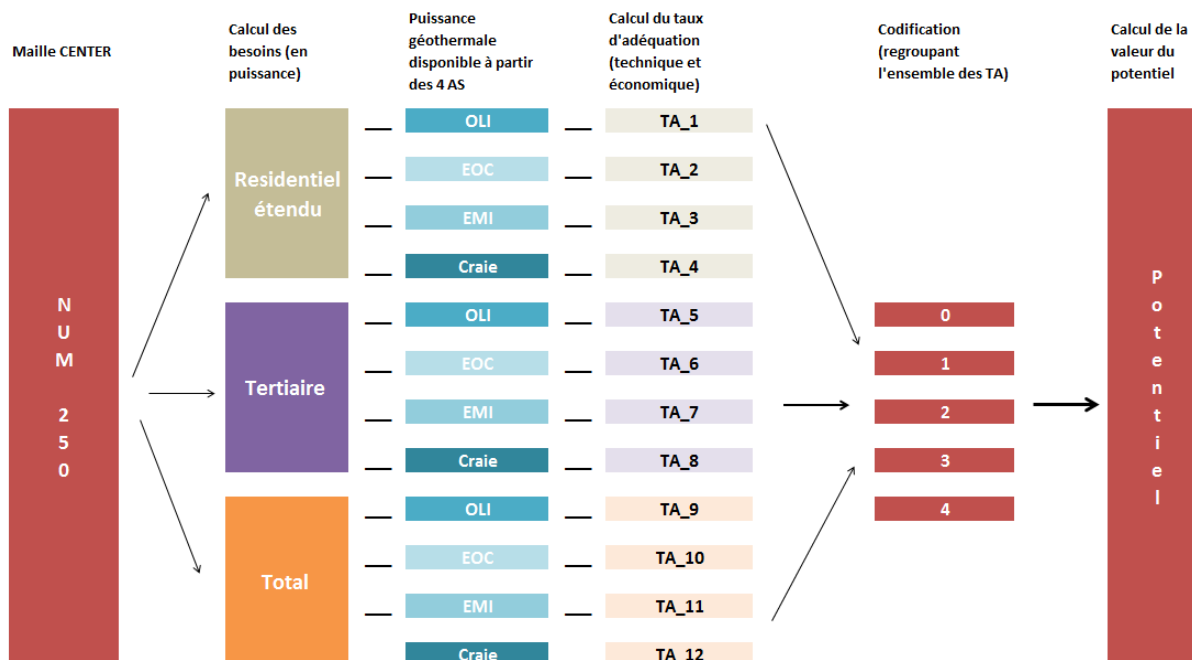 Maille CENTER
Calcul des
besoins (en
puissance)
Puissance
géothermale
disponible à partir
des 4 AS
Calcul du taux
d'adéquation
(technique et
économique)
Codification
(regroupant
l'ensemble des TA)
Calcul de la
valeur du
potentiel
N
U
M
2
5
0
Residentiel
étendu
OLI
TA_1
EOC
TA_2
EMI
TA_3
Craie
TA_4
Tertiaire
OLI
TA_5
EOC
TA_6
EMI
TA_7
Craie
TA_8
Total
OLI
TA_9
EOC
TA_10
EMI
TA_11
Craie
TA_12
0
1
2
3
4
P
o
t
e
n
t
i
e
l